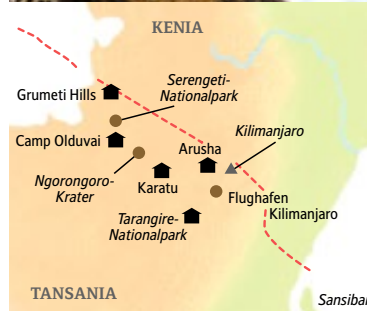 KENIA
Serengeti-
Nationalpark
Grumeti Hills
Kilimanjaro
Camp Olduvai
Arusha
Ngorongoro-
Krater
Karatu
Flughafen
Kilimanjaro
Tarangire-
Nationalpark
TANSANIA
Sansibar